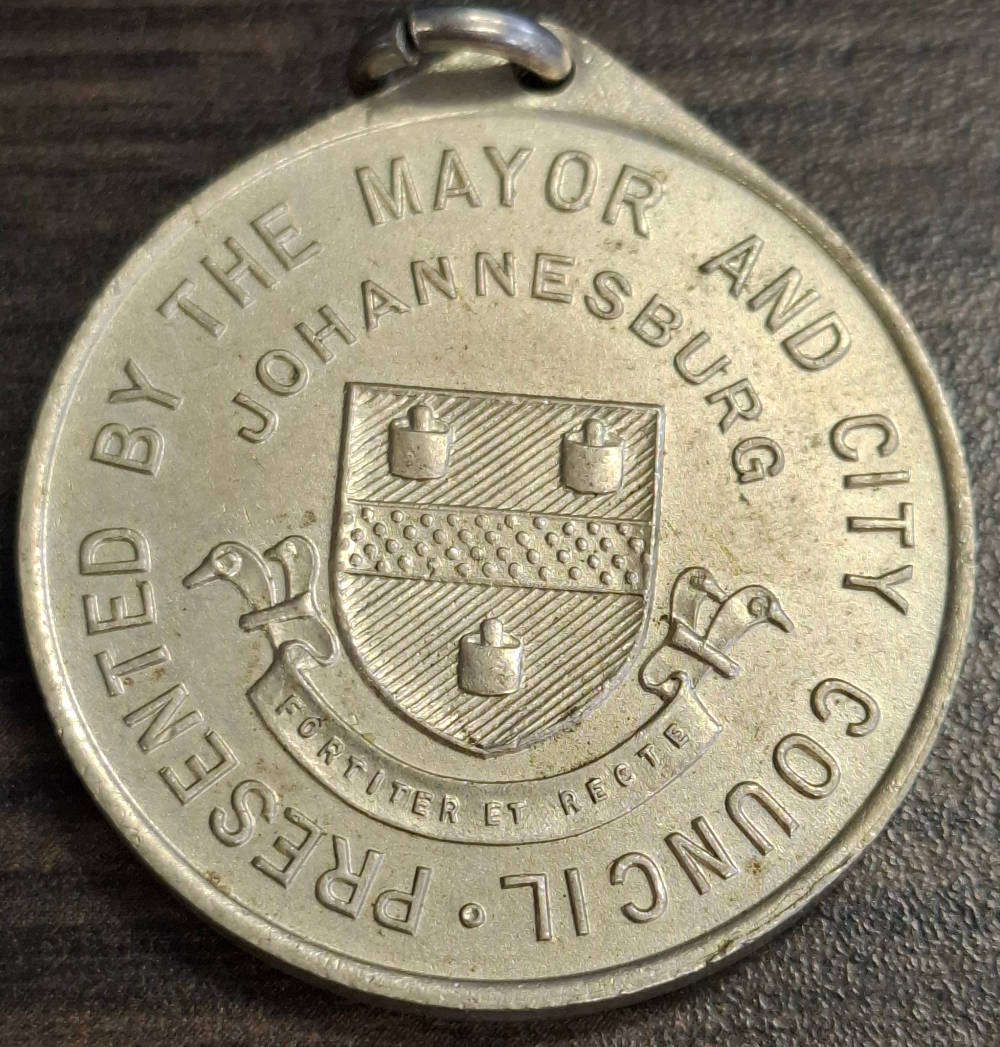 PRESENTED BY THE MAYOR AND CITY COUNCIL ·
JOHANNESBURG
FORTITER ET RECTE